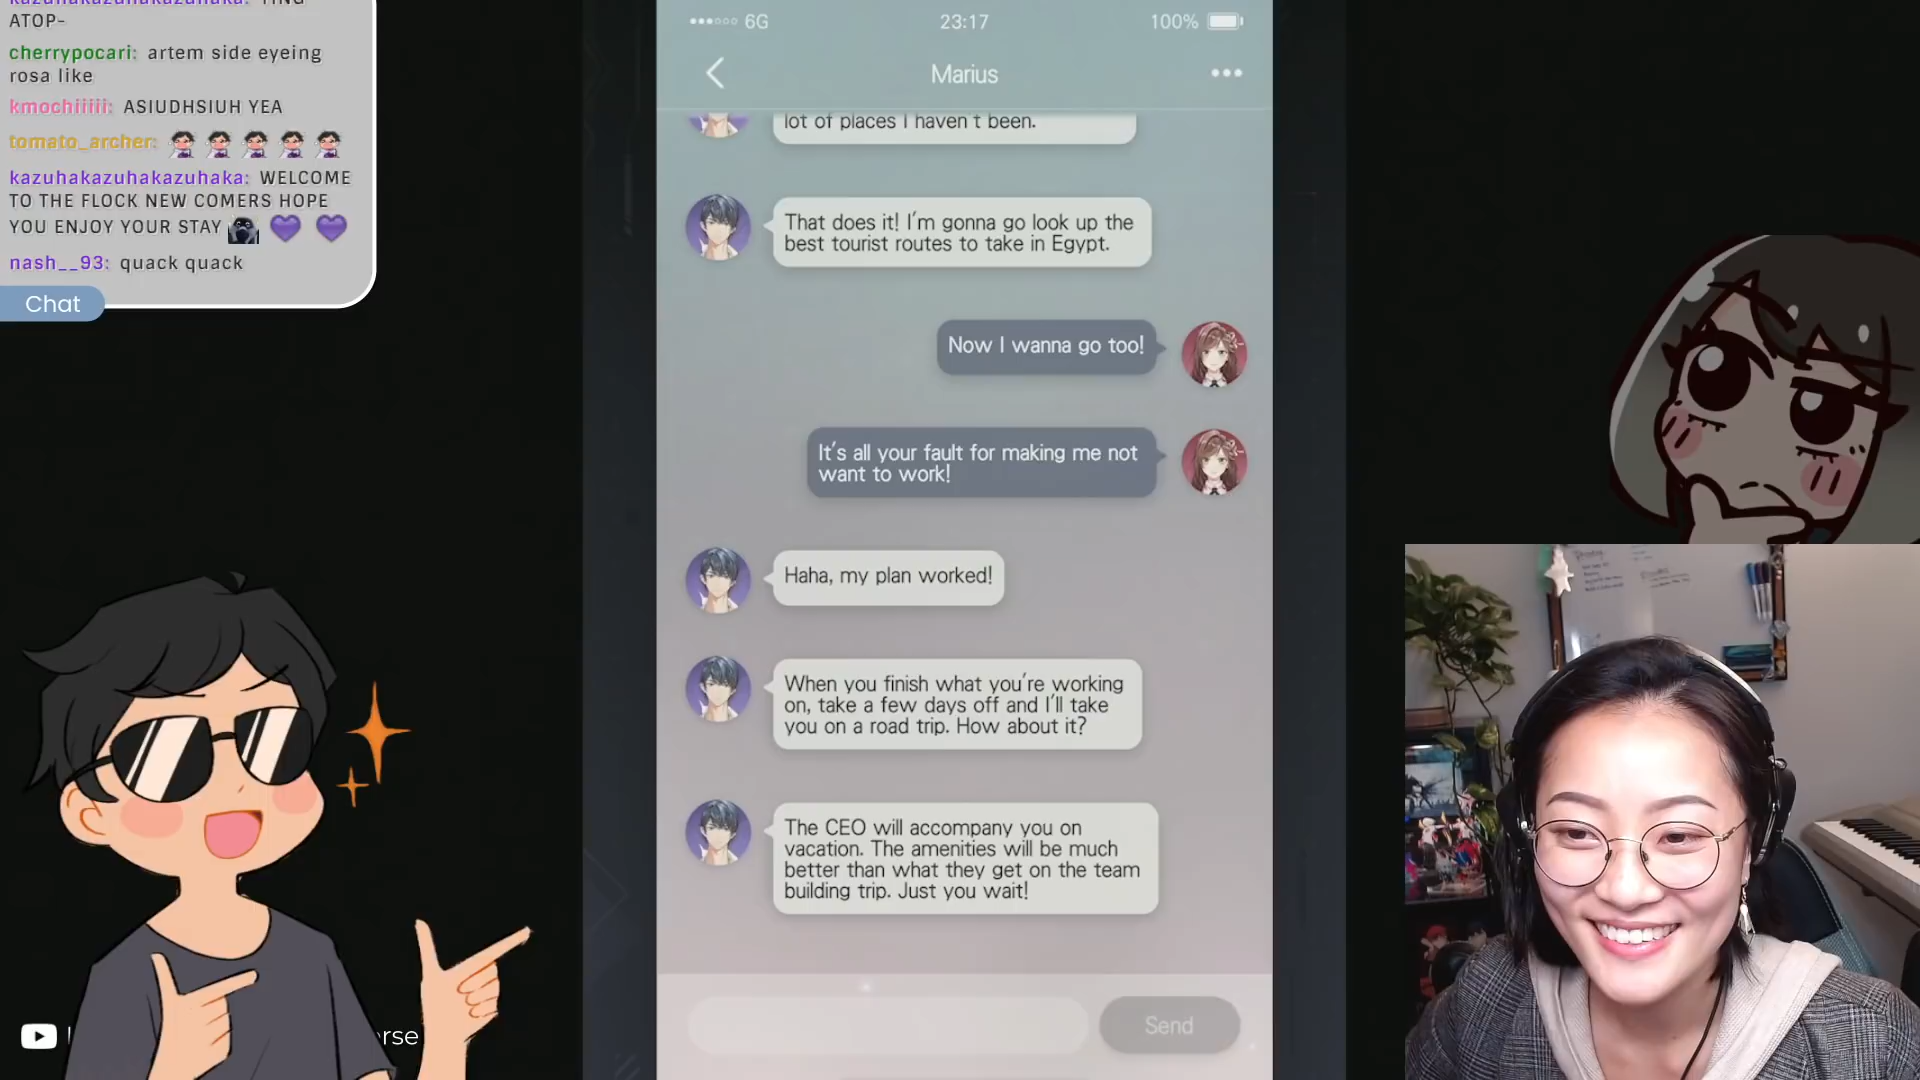 kazuhakazuhakazuhaka:
ATOP-
cherrypocari: artem side eyeing
rosa like
kmochiiiii: ASIUDHSIUH YEA
tomato_archer:
kazuhakazuhakazuhaka: WELCOME
TO THE FLOCK NEW COMERS HOPE
YOU ENJOY YOUR STAY
nash__93: quack quack
Chat
6G
23:17
100%
Marius
lot of places I haven't been.
That does it! I'm gonna go look up the
best tourist routes to take in Egypt.
Now I wanna go too!
It's all your fault for making me not
want to work!
Haha, my plan worked!
When you finish what you're working
on, take a few days off and I'll take
you on a road trip. How about it?
The CEO will accompany you on
vacation. The amenities will be much
better than what they get on the team
building trip. Just you wait!
Send
erse